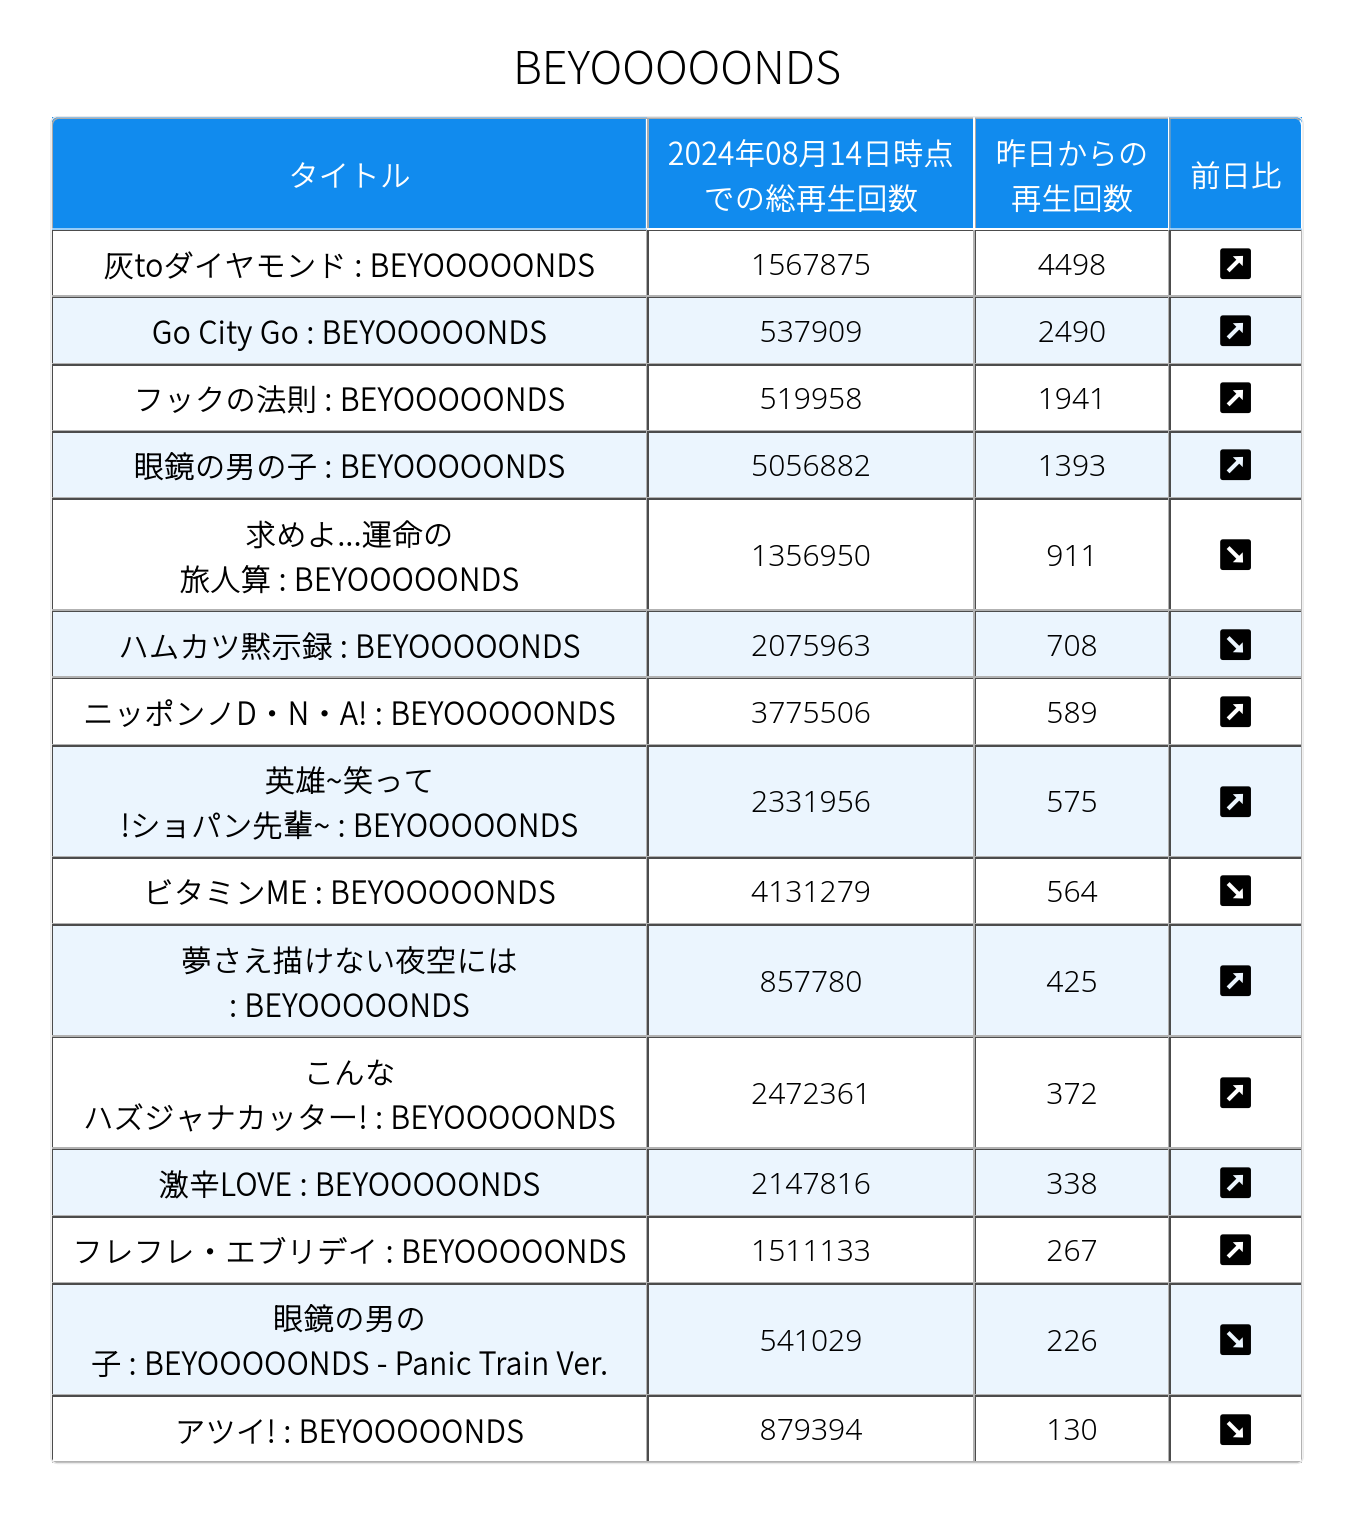 BEYOOOOONDS
タイトル
2024年08月14日時点
での総再生回数
昨日からの
再生回数
前日比
灰toダイヤモンド : BEYOOOOONDS 1567875 4498
Go City Go : BEYOOOOONDS 537909 2490
フックの法則 : BEYOOOOONDS 519958 1941
眼鏡の男の子 : BEYOOOOONDS 5056882 1393
求めよ...運命の
旅人算 : BEYOOOOONDS 1356950 911
ハムカツ黙示録 : BEYOOOOONDS 2075963 708
ニッポンノD・N・A! : BEYOOOOONDS 3775506 589
英雄~笑って
!ショパン先輩~ : BEYOOOOONDS 2331956 575
ビタミンME : BEYOOOOONDS 4131279 564
夢さえ描けない夜空には
: BEYOOOOONDS 857780 425
こんな
ハズジャナカッター! : BEYOOOOONDS 2472361 372
激辛LOVE : BEYOOOOONDS 2147816 338
フレフレ・エブリデイ : BEYOOOOONDS 1511133 267
眼鏡の男の
子 : BEYOOOOONDS - Panic Train Ver. 541029 226
アツイ! : BEYOOOOONDS 879394 130